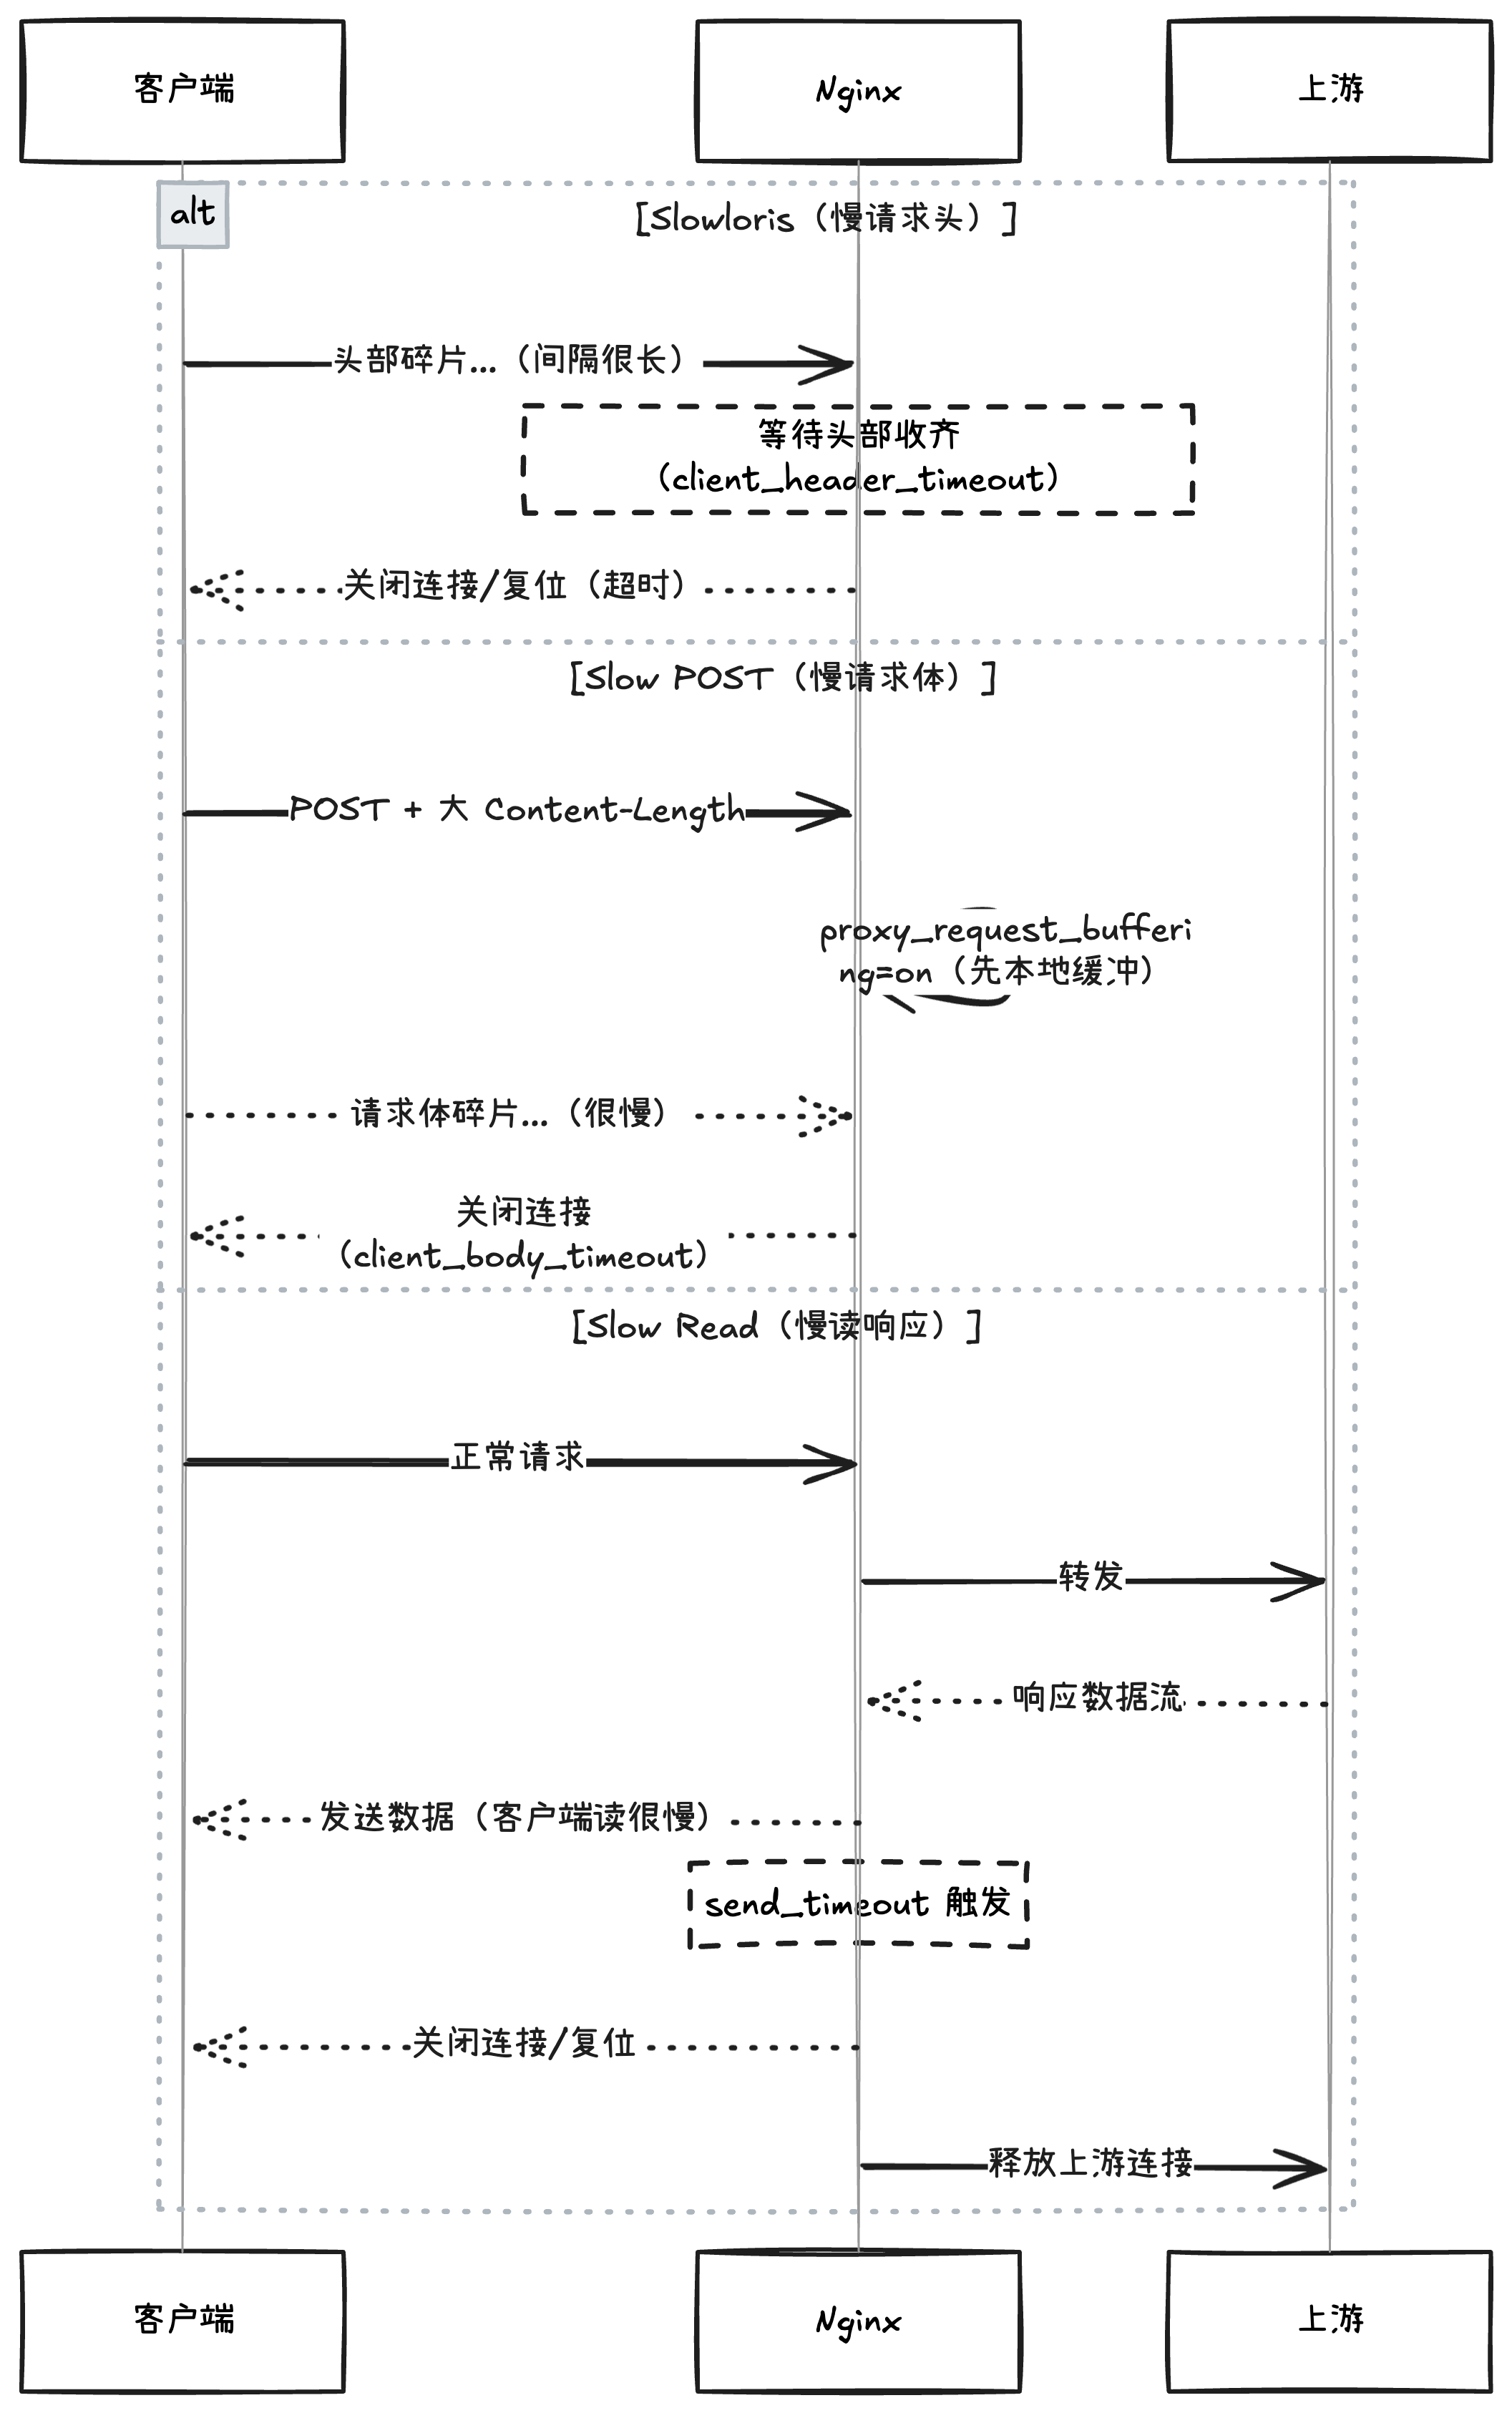 客户端
Nginx
上游
alt
[Slowloris（慢请求头）]
头部碎片...（间隔很长）
等待头部收齐
（client_header_timeout）
关闭连接/复位（超时）
[Slow POST（慢请求体）]
POST + 大 Content-Length
proxy_request_bufferi
ng=on（先本地缓冲）
请求体碎片...（很慢）
关闭连接
（client_body_timeout）
[Slow Read（慢读响应）]
正常请求
转发
响应数据流
发送数据（客户端读很慢）
send_timeout 触发
关闭连接/复位
释放上游连接
客户端
Nginx
上游